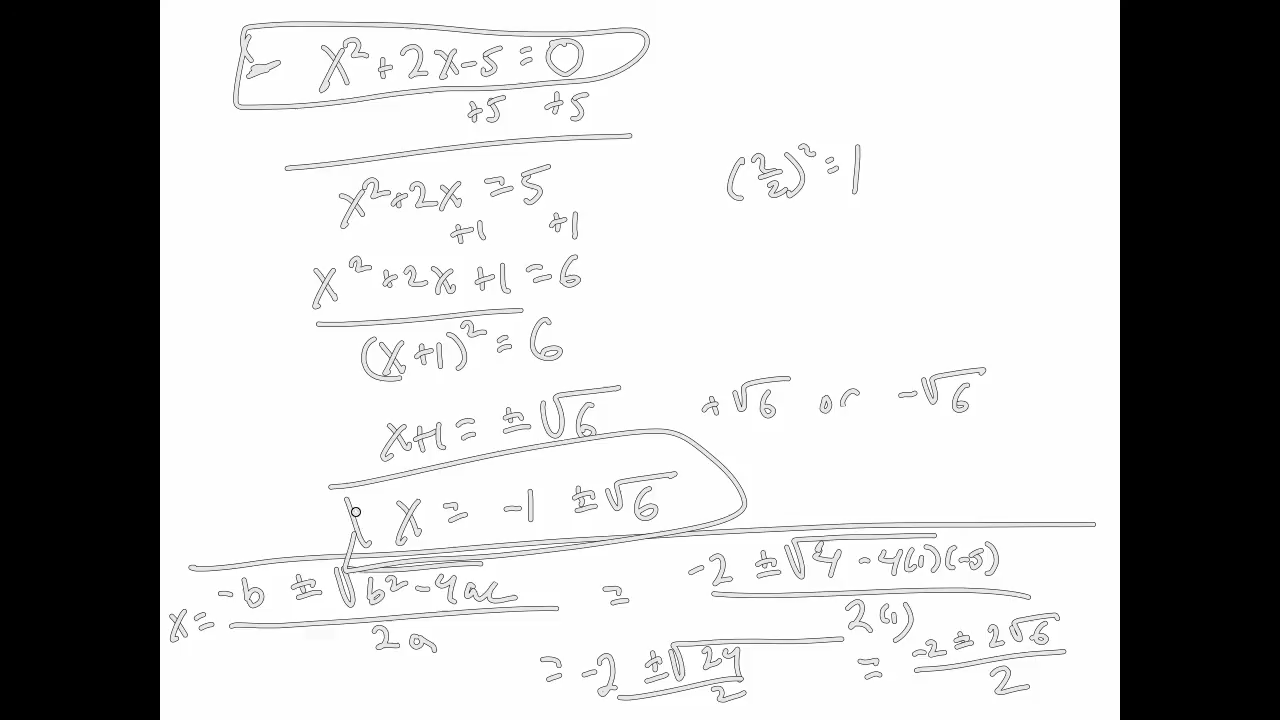 x² + 2x - 5 = 0
+5 +5
x² + 2x = 5
(2/2)² = 1
+1 +1
x² + 2x + 1 = 6
(x + 1)² = 6
x + 1 = ± √6
+ √6 or - √6
x = -1 ± √6
x = (-b ± √(b² - 4ac)) / 2a = (-2 ± √(4 - 4(1)(-5))) / 2(1)
= (-2 ± √24) / 2 = (-2 ± 2√6) / 2